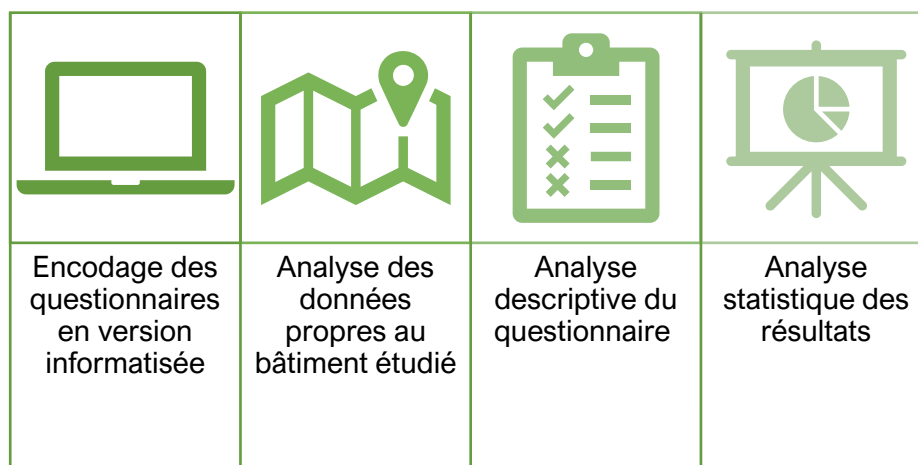 Encodage des
questionnaires
en version
informatisée
Analyse des
données
propres au
bâtiment étudié
Analyse
descriptive du
questionnaire
Analyse
statistique des
résultats